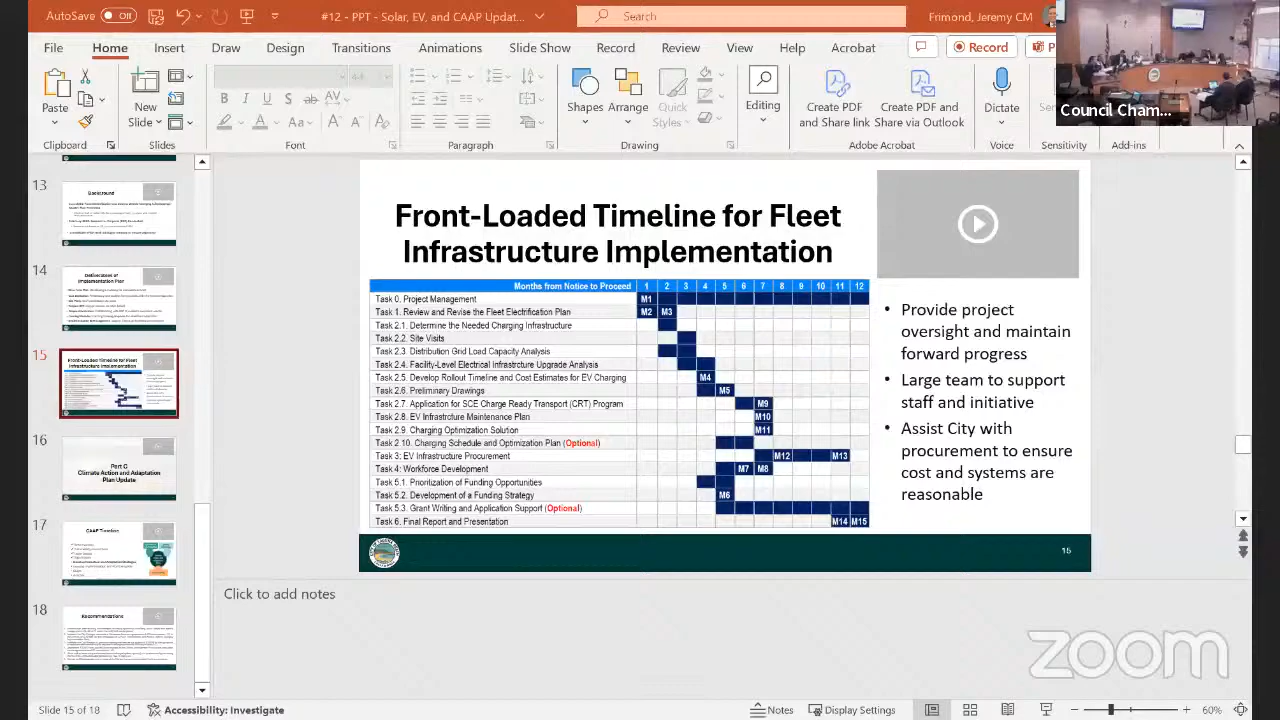 AutoSave Off
#12 - PPT - Solar, EV, and CAAP Updat...
Search
Frimond, Jeremy CM
File Home Insert Draw Design Transitions Animations Slide Show Record Review View Help Acrobat
Record
Paste
New
Slide
Shapes Arrange Quick
Styles
Editing
Create PDF
and Share link
Create PDF and
Share via Outlook
Dictate
Council Cham...
Clipboard
Slides
Font
Paragraph
Drawing
Adobe Acrobat
Voice
Sensitivity
Add-ins
13
Background
14
Deliverables of
Implementation Plan
15
Front-Loaded Timeline for Fleet
Infrastructure Implementation
16
Part C
Climate Action and Adaptation
Plan Update
17
CAAP Timeline
18
Recommendations
Front-Loaded Timeline for Fleet
Infrastructure Implementation
Months from Notice to Proceed 1 2 3 4 5 6 7 8 9 10 11 12
Task 0. Project Management M1
Task 1. Review and Revise the Fleet Electrification Plan M2 M3
Task 2.1. Determine the Needed Charging Infrastructure
Task 2.2. Site Visits
Task 2.3. Distribution Grid Load Capacity Analysis
Task 2.4. Facility-Level Electrical Infrastructure Upgrade Analysis
Task 2.5. Develop Rollout Timeline and Cost Estimates for EV Charging M4
Task 2.6. Preliminary Drawings M5
Task 2.7. Application for SCE Charge Ready Transport (CRT) Program M9
Task 2.8. EV Infrastrcture Maintenance Plan M10
Task 2.9. Charging Optimization Solution M11
Task 2.10. Charging Schedule and Optimization Plan (Optional)
Task 3: EV Infrastructure Procurement M12 M13
Task 4: Workforce Development M7 M8
Task 5.1. Prioritization of Funding Opportunities
Task 5.2. Development of a Funding Strategy M6
Task 5.3. Grant Writing and Application Support (Optional)
Task 6. Final Report and Presentation M14 M15
• Provide project
oversight and maintain
forward progress
• Large team to support
staff and initiative
• Assist City with
procurement to ensure
cost and systems are
reasonable
15
Click to add notes
zoom
Slide 15 of 18
Accessibility: Investigate
Notes
Display Settings
60%